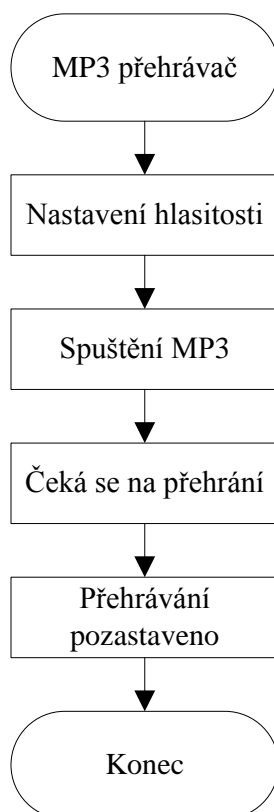 MP3 přehrávač
Nastavení hlasitosti
Spuštění MP3
Čeká se na přehrání
Přehrávání
pozastaveno
Konec